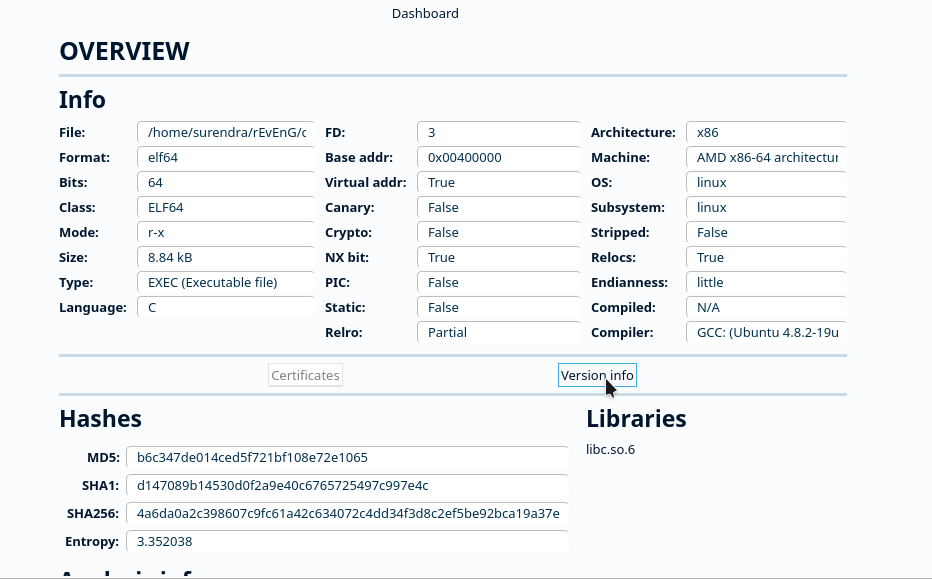 Dashboard
OVERVIEW
Info
File: /home/surendra/rEvEnG/c FD: 3 Architecture: x86
Format: elf64 Base addr: 0x00400000 Machine: AMD x86-64 architectur
Bits: 64 Virtual addr: True OS: linux
Class: ELF64 Canary: False Subsystem: linux
Mode: r-x Crypto: False Stripped: False
Size: 8.84 kB NX bit: True Relocs: True
Type: EXEC (Executable file) PIC: False Endianness: little
Language: C Static: False Compiled: N/A
Relro: Partial Compiler: GCC: (Ubuntu 4.8.2-19u
Certificates Version info
Hashes Libraries
MD5: b6c347de014ced5f721bf108e72e1065 libc.so.6
SHA1: d147089b14530d0f2a9e40c6765725497c997e4c
SHA256: 4a6da0a2c398607c9fc61a42c634072c4dd34f3d8c2ef5be92bca19a37e
Entropy: 3.352038